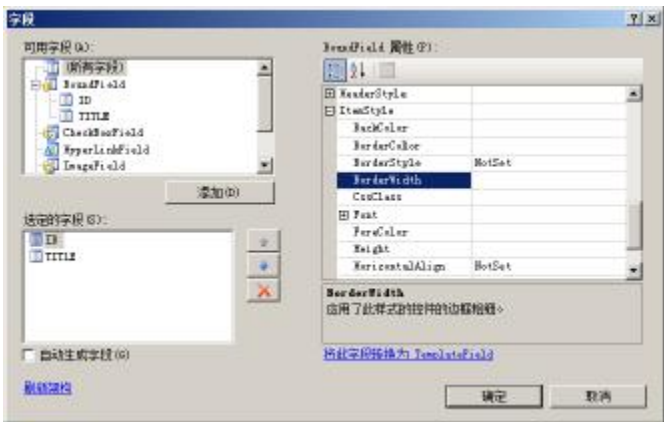 字段
可用字段(A):
(所有字段)
BoundField
ID
TITLE
CheckBoxField
HyperLinkField
ImageField
添加(D)
选定的字段(S):
ID
TITLE
自动生成字段(G)
刷新架构
BoundField 属性(P):
HeaderStyle
ItemStyle
BackColor
BorderColor
BorderStyle NotSet
BorderWidth
CssClass
Font
ForeColor
Height
HorizontalAlign NotSet
BorderWidth
应用了此样式的控件的边框粗细。
将此字段转换为 TemplateField
确定
取消